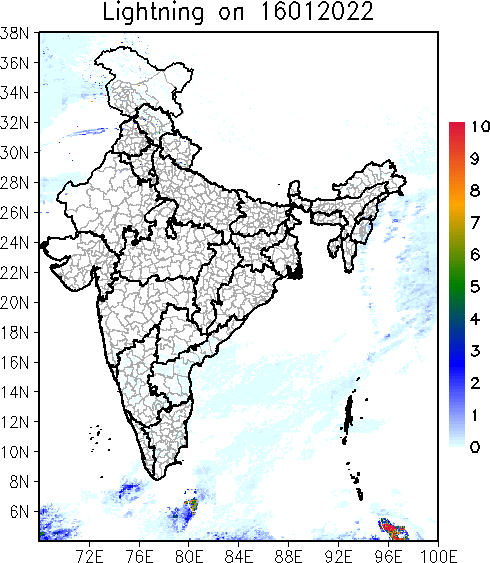 Lightning on 16012022
38N
36N
34N
32N
30N
28N
26N
24N
22N
20N
18N
16N
14N
12N
10N
8N
6N
72E 76E 80E 84E 88E 92E 96E 100E
10
9
8
7
6
5
4
3
2
1
0